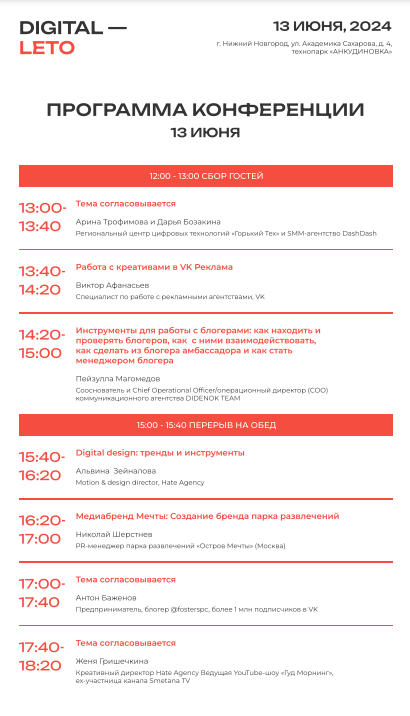 DIGITAL —
LETO
13 ИЮНЯ, 2024
г. Нижний Новгород, ул. Академика Сахарова, д. 4,
технопарк «АНКУДИНОВКА»
ПРОГРАММА КОНФЕРЕНЦИИ
13 ИЮНЯ
12:00 - 13:00 СБОР ГОСТЕЙ
13:00-
13:40
Тема согласовывается
Арина Трофимова и Дарья Бозакина
Региональный центр цифровых технологий «Горький Тех» и SMM-агентство DashDash
13:40-
14:20
Работа с креативами в VK Реклама
Виктор Афанасьев
Специалист по работе с рекламными агентствами, VK
14:20-
15:00
Инструменты для работы с блогерами: как находить и
проверять блогеров, как с ними взаимодействовать,
как сделать из блогера амбассадора и как стать
менеджером блогера
Пейзулла Магомедов
Сооснователь и Chief Operational Officer/операционный директор (COO)
коммуникационного агентства DIDENOK TEAM
15:00 - 15:40 ПЕРЕРЫВ НА ОБЕД
15:40-
16:20
Digital design: тренды и инструменты
Альвина Зейналова
Motion & design director, Hate Agency
16:20-
17:00
Медиабренд Мечты: Создание бренда парка развлечений
Николай Шерстнев
PR-менеджер парка развлечений «Остров Мечты» (Москва)
17:00-
17:40
Тема согласовывается
Антон Баженов
Предприниматель, блогер @fosterspc, более 1 млн подписчиков в VK
17:40-
18:20
Тема согласовывается
Женя Гришечкина
Креативный директор Hate Agency Ведущая YouTube-шоу «Гуд Морнинг»,
ех-участница канала Smetana TV